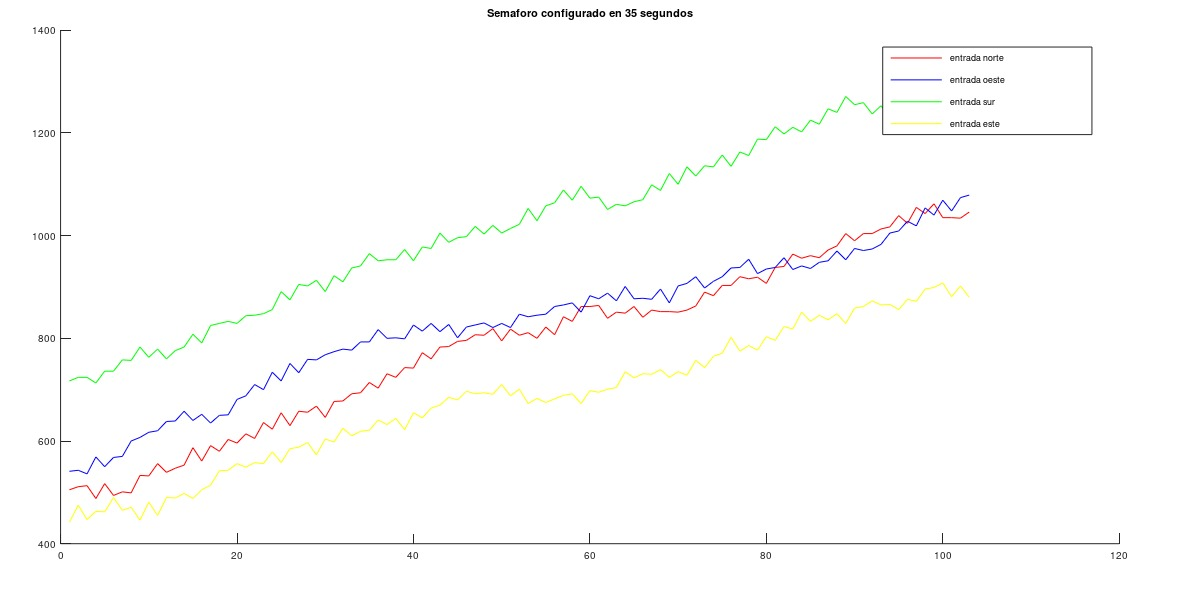 Semaforo configurado en 35 segundos
1400
1200
1000
800
600
400
0
20
40
60
80
100
120
entrada norte
entrada oeste
entrada sur
entrada este